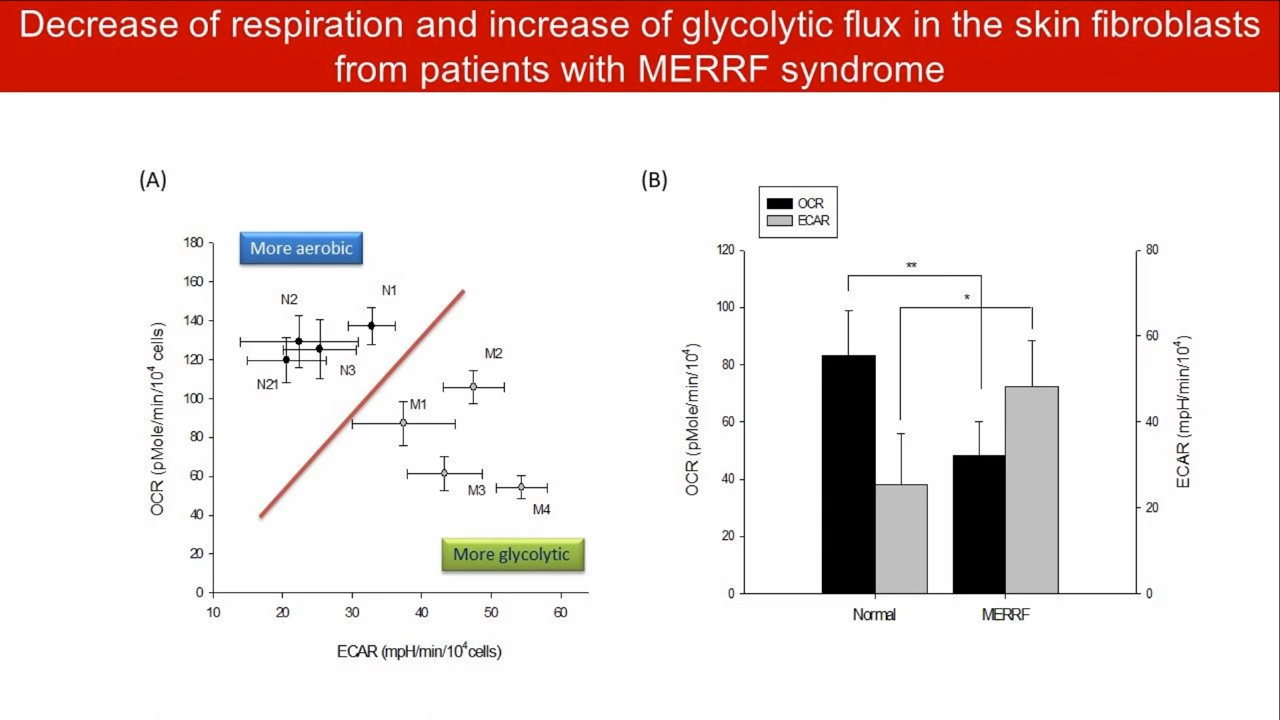 Decrease of respiration and increase of glycolytic flux in the skin fibroblasts
from patients with MERRF syndrome
(A)
More aerobic
180
160
140
120
100
80
60
40
20
0
OCR (pMole/min/10⁴ cells)
N2
N1
N21
N3
M2
M1
M3
M4
More glycolytic
10 20 30 40 50 60
ECAR (mpH/min/10⁴cells)
(B)
OCR
ECAR
120
100
80
60
40
20
0
OCR (pMole/min/10⁴)
**
*
80
60
40
20
0
ECAR (mpH/min/10⁴)
Normal MERRF